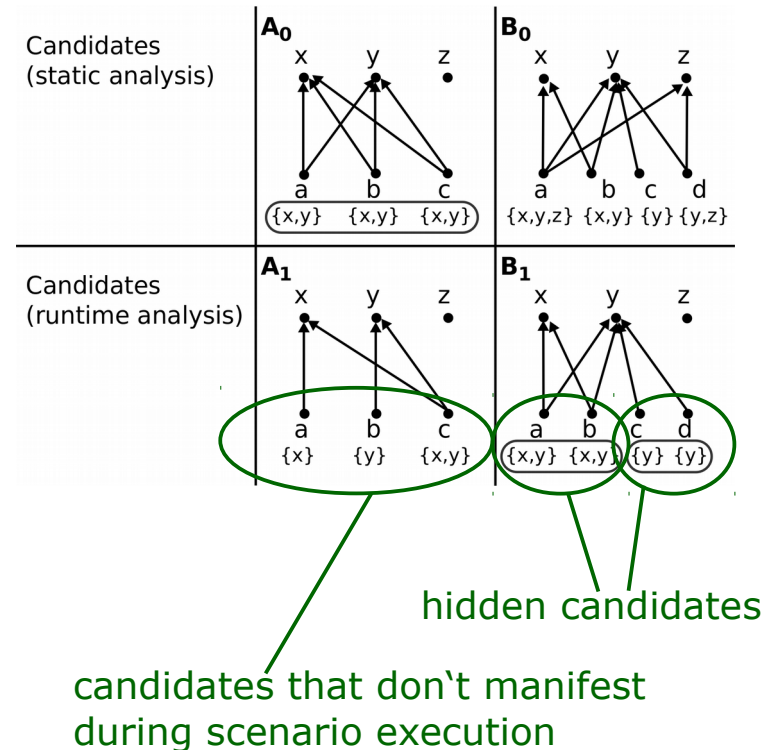 Candidates
(static analysis)
A0
x y z
a b c
{x,y} {x,y} {x,y}
B0
x y z
a b c d
{x,y,z} {x,y} {y} {y,z}
Candidates
(runtime analysis)
A1
x y z
a b c
{x} {y} {x,y}
B1
x y z
a b c d
{x,y} {x,y} {y} {y}
hidden candidates
candidates that don‘t manifest
during scenario execution